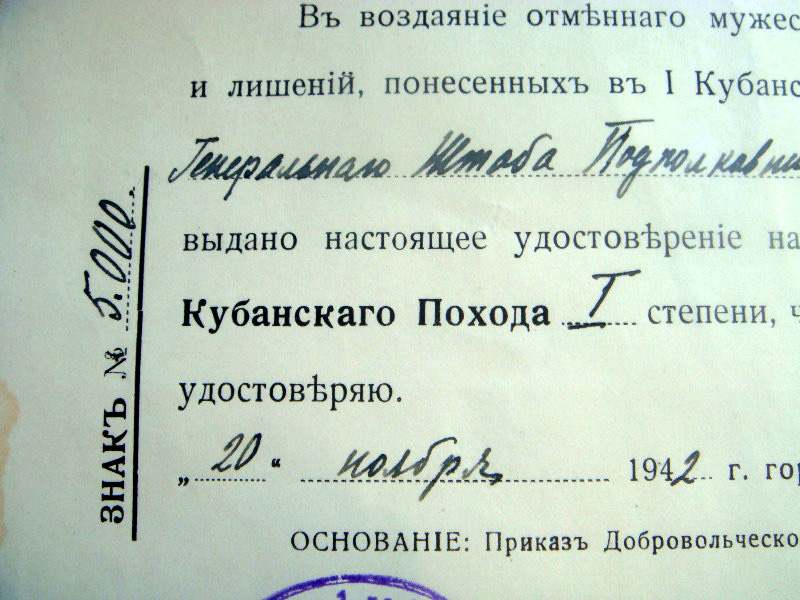 Въ воздаяніе отмѣннаго мужес
и лишеній, понесенныхъ въ I Кубанс
Генеральнаго Штаба Подполковни
выдано настоящее удостовѣреніе на
Кубанскаго Похода I степени, ч
удостовѣряю.
„ 20 “ ноября 1942 г. гор
ОСНОВАНІЕ: Приказъ Добровольческо
ЗНАКЪ № 5.000.